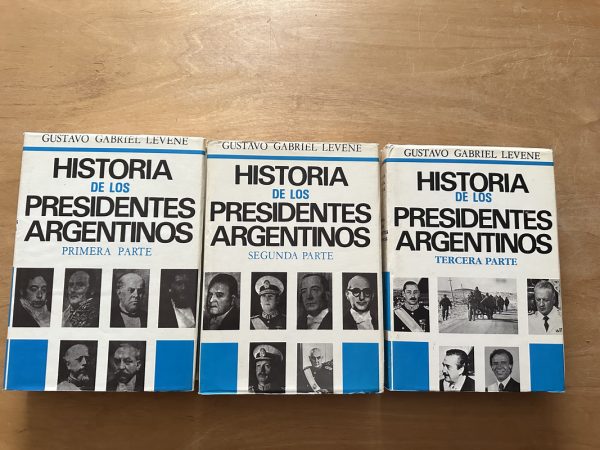 GUSTAVO GABRIEL LEVENE
HISTORIA
DE LOS
PRESIDENTES
ARGENTINOS
PRIMERA PARTE
GUSTAVO GABRIEL LEVENE
HISTORIA
DE LOS
PRESIDENTES
ARGENTINOS
SEGUNDA PARTE
GUSTAVO GABRIEL LEVENE
HISTORIA
DE LOS
PRESIDENTES
ARGENTINOS
TERCERA PARTE